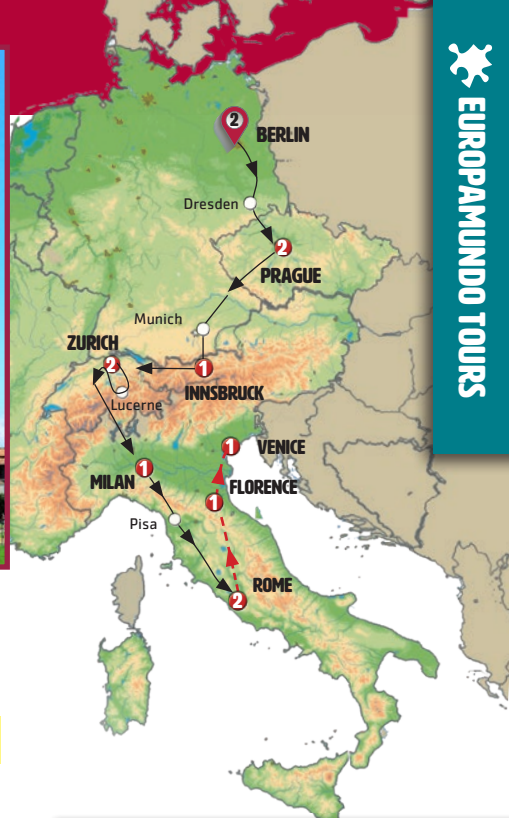 EUROPAMUNDO TOURS
2
BERLIN
Dresden
2
PRAGUE
Munich
ZURICH
2
1
INNSBRUCK
Lucerne
1
VENICE
MILAN
1
FLORENCE
1
Pisa
ROME
2